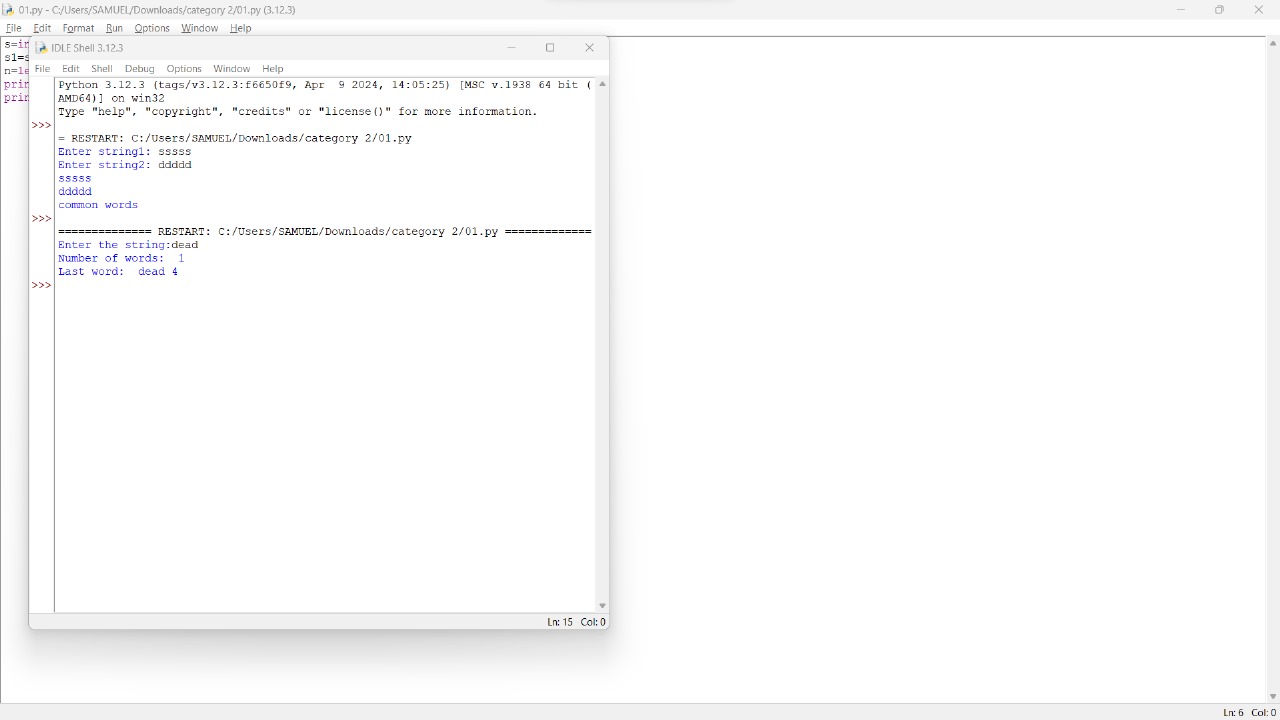 01.py - C:/Users/SAMUEL/Downloads/category 2/01.py (3.12.3)
File Edit Format Run Options Window Help
s=in
s1=s
n=le
prin
prin
IDLE Shell 3.12.3
File Edit Shell Debug Options Window Help
Python 3.12.3 (tags/v3.12.3:f6650f9, Apr  9 2024, 14:05:25) [MSC v.1938 64 bit (
AMD64)] on win32
Type "help", "copyright", "credits" or "license()" for more information.
>>>
= RESTART: C:/Users/SAMUEL/Downloads/category 2/01.py
Enter string1: sssss
Enter string2: ddddd
sssss
ddddd
common words
>>>
============== RESTART: C:/Users/SAMUEL/Downloads/category 2/01.py =============
Enter the string:dead
Number of words:  1
Last word:  dead 4
>>>
Ln: 15 Col: 0
Ln: 6 Col: 0